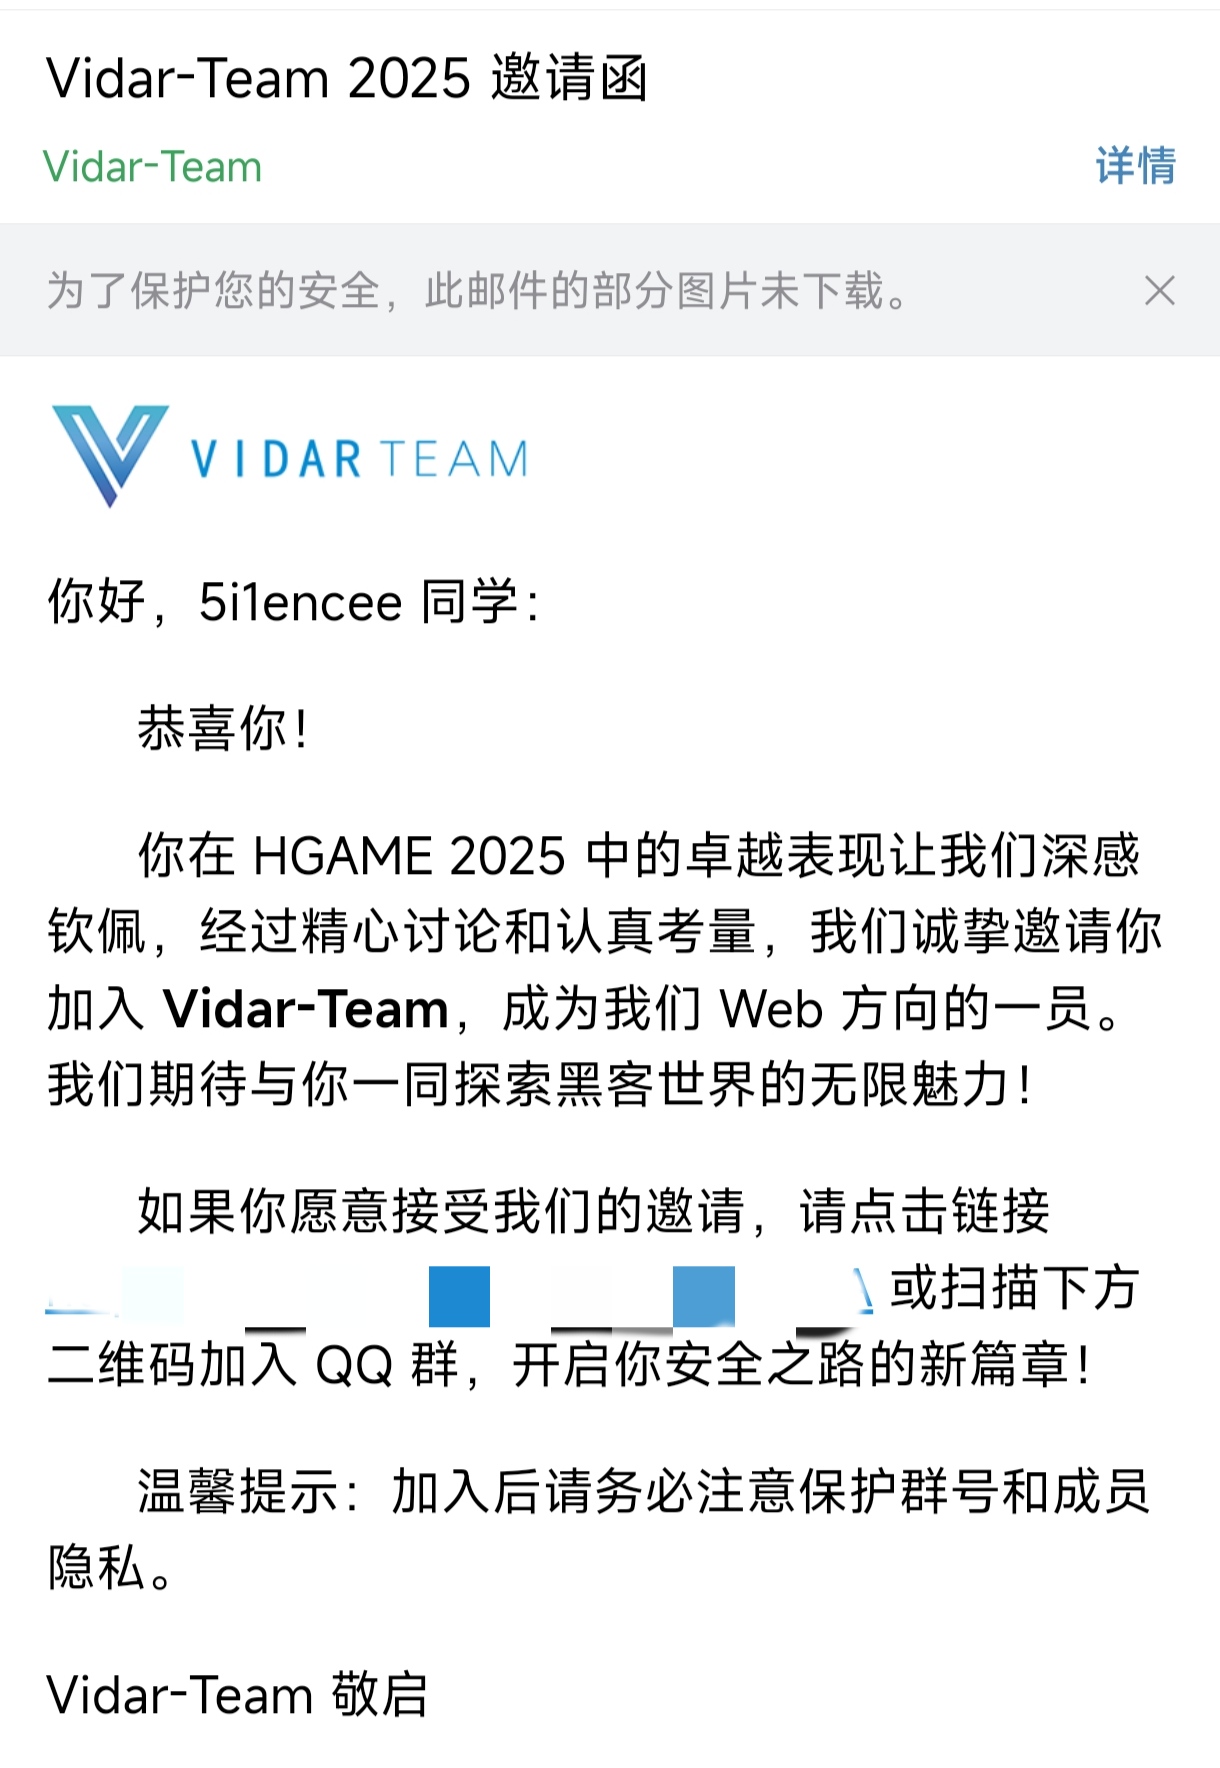 Vidar-Team 2025 邀请函
Vidar-Team 详情
为了保护您的安全，此邮件的部分图片未下载。
VIDAR TEAM
你好，5i1encee 同学：
恭喜你！
你在 HGAME 2025 中的卓越表现让我们深感
钦佩，经过精心讨论和认真考量，我们诚挚邀请你
加入 Vidar-Team，成为我们 Web 方向的一员。
我们期待与你一同探索黑客世界的无限魅力！
如果你愿意接受我们的邀请，请点击链接
或扫描下方
二维码加入 QQ 群，开启你安全之路的新篇章！
温馨提示：加入后请务必注意保护群号和成员
隐私。
Vidar-Team 敬启